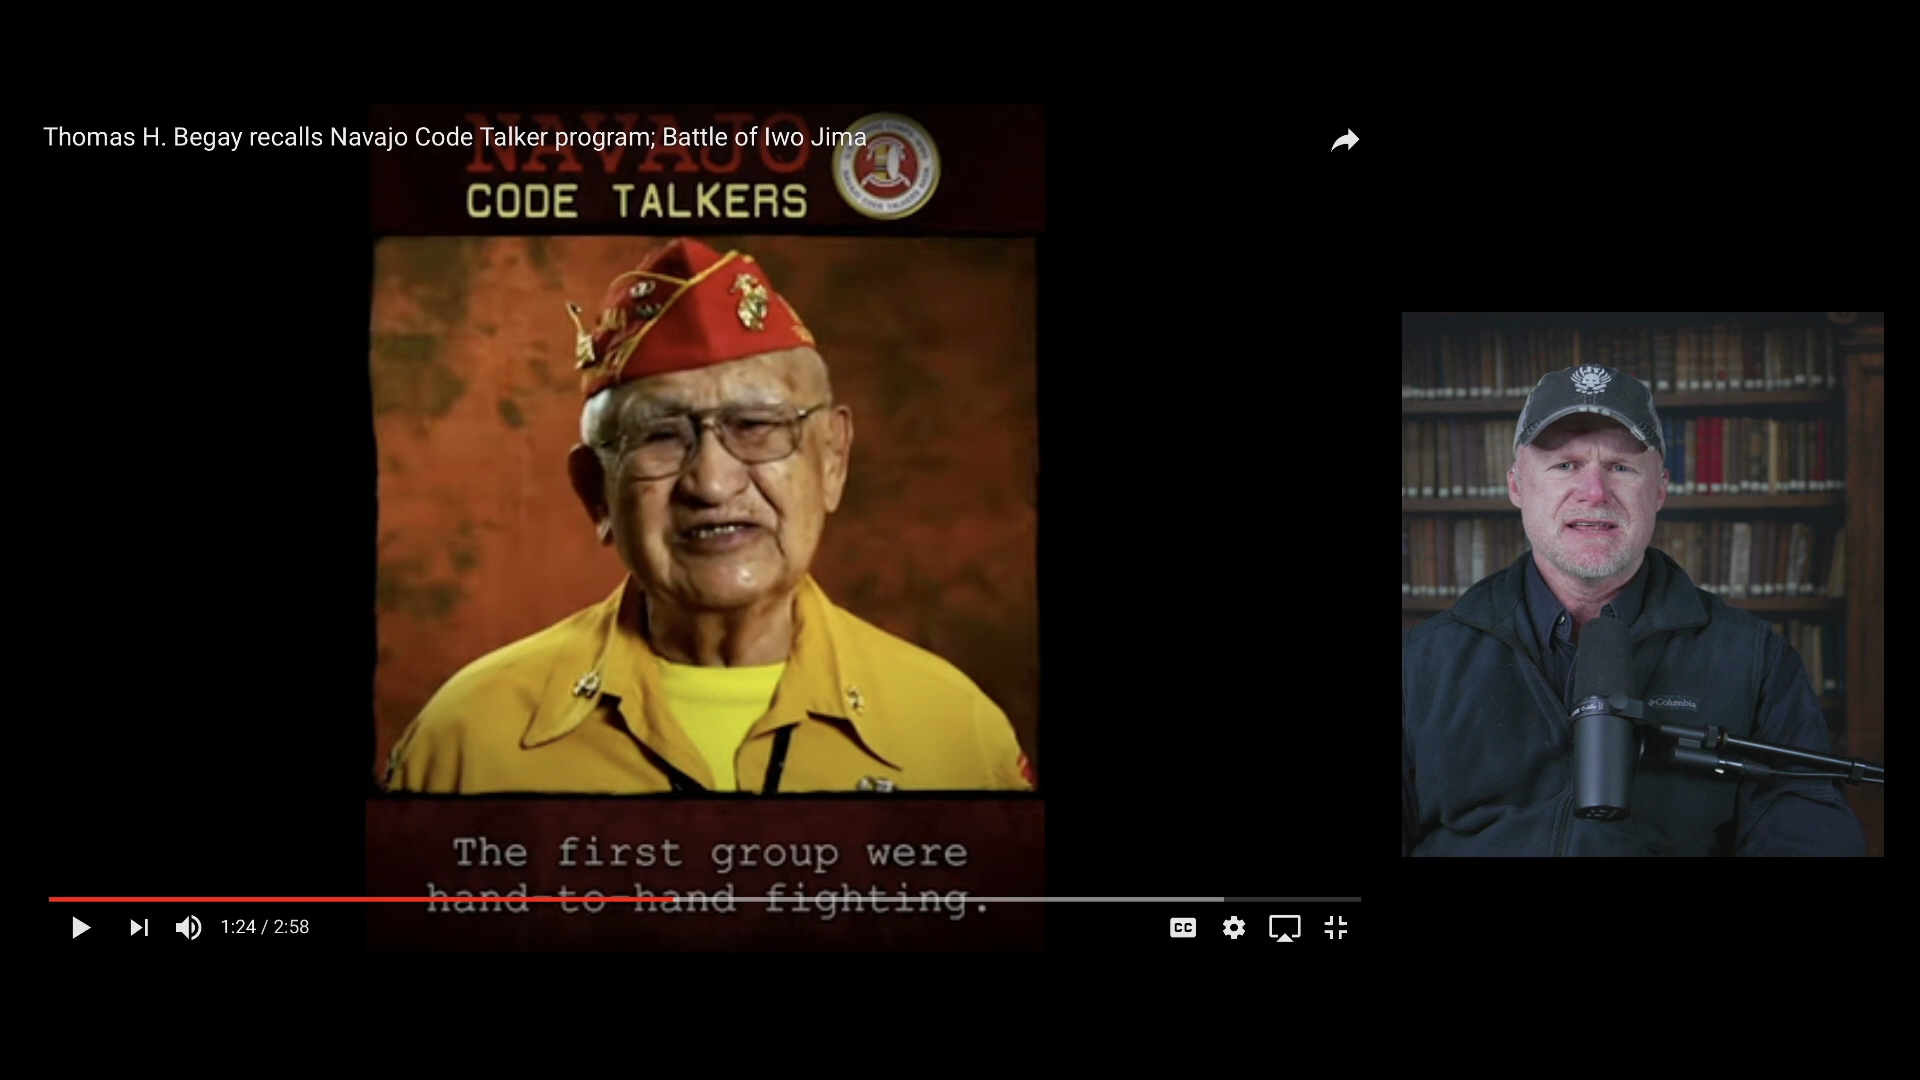 Thomas H. Begay recalls Navajo Code Talker program; Battle of Iwo Jima
NAVAJO
CODE TALKERS
The first group were
hand-to-hand fighting.
1:24 / 2:58
CC
Columbia